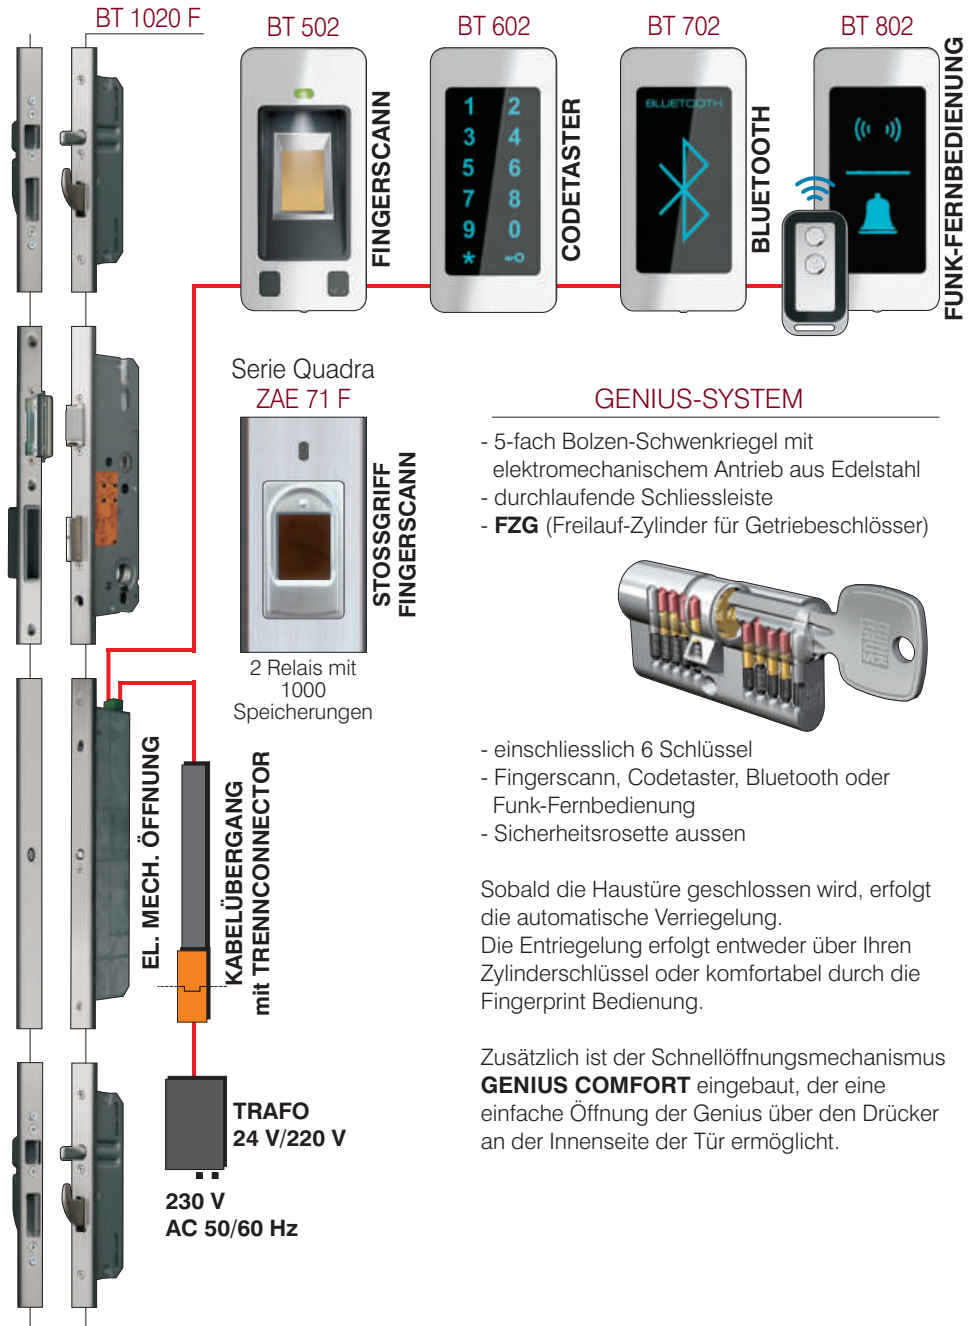 BT 1020 F
BT 502
BT 602
BT 702
BT 802
FINGERSCANN
1 2
3 4
5 6
7 8
9 0
*
CODETASTER
BLUETOOTH
BLUETOOTH
FUNK-FERNBEDIENUNG
Serie Quadra
ZAE 71 F
STOSSGRIFF
FINGERSCANN
2 Relais mit
1000
Speicherungen
GENIUS-SYSTEM
- 5-fach Bolzen-Schwenkriegel mit
elektromechanischem Antrieb aus Edelstahl
- durchlaufende Schliessleiste
- FZG (Freilauf-Zylinder für Getriebeschlösser)
- einschliesslich 6 Schlüssel
- Fingerscann, Codetaster, Bluetooth oder
Funk-Fernbedienung
- Sicherheitsrosette aussen
Sobald die Haustüre geschlossen wird, erfolgt
die automatische Verriegelung.
Die Entriegelung erfolgt entweder über Ihren
Zylinderschlüssel oder komfortabel durch die
Fingerprint Bedienung.
Zusätzlich ist der Schnellöffnungsmechanismus
GENIUS COMFORT eingebaut, der eine
einfache Öffnung der Genius über den Drücker
an der Innenseite der Tür ermöglicht.
EL. MECH. ÖFFNUNG
KABELÜBERGANG
mit TRENNCONNECTOR
TRAFO
24 V/220 V
230 V
AC 50/60 Hz